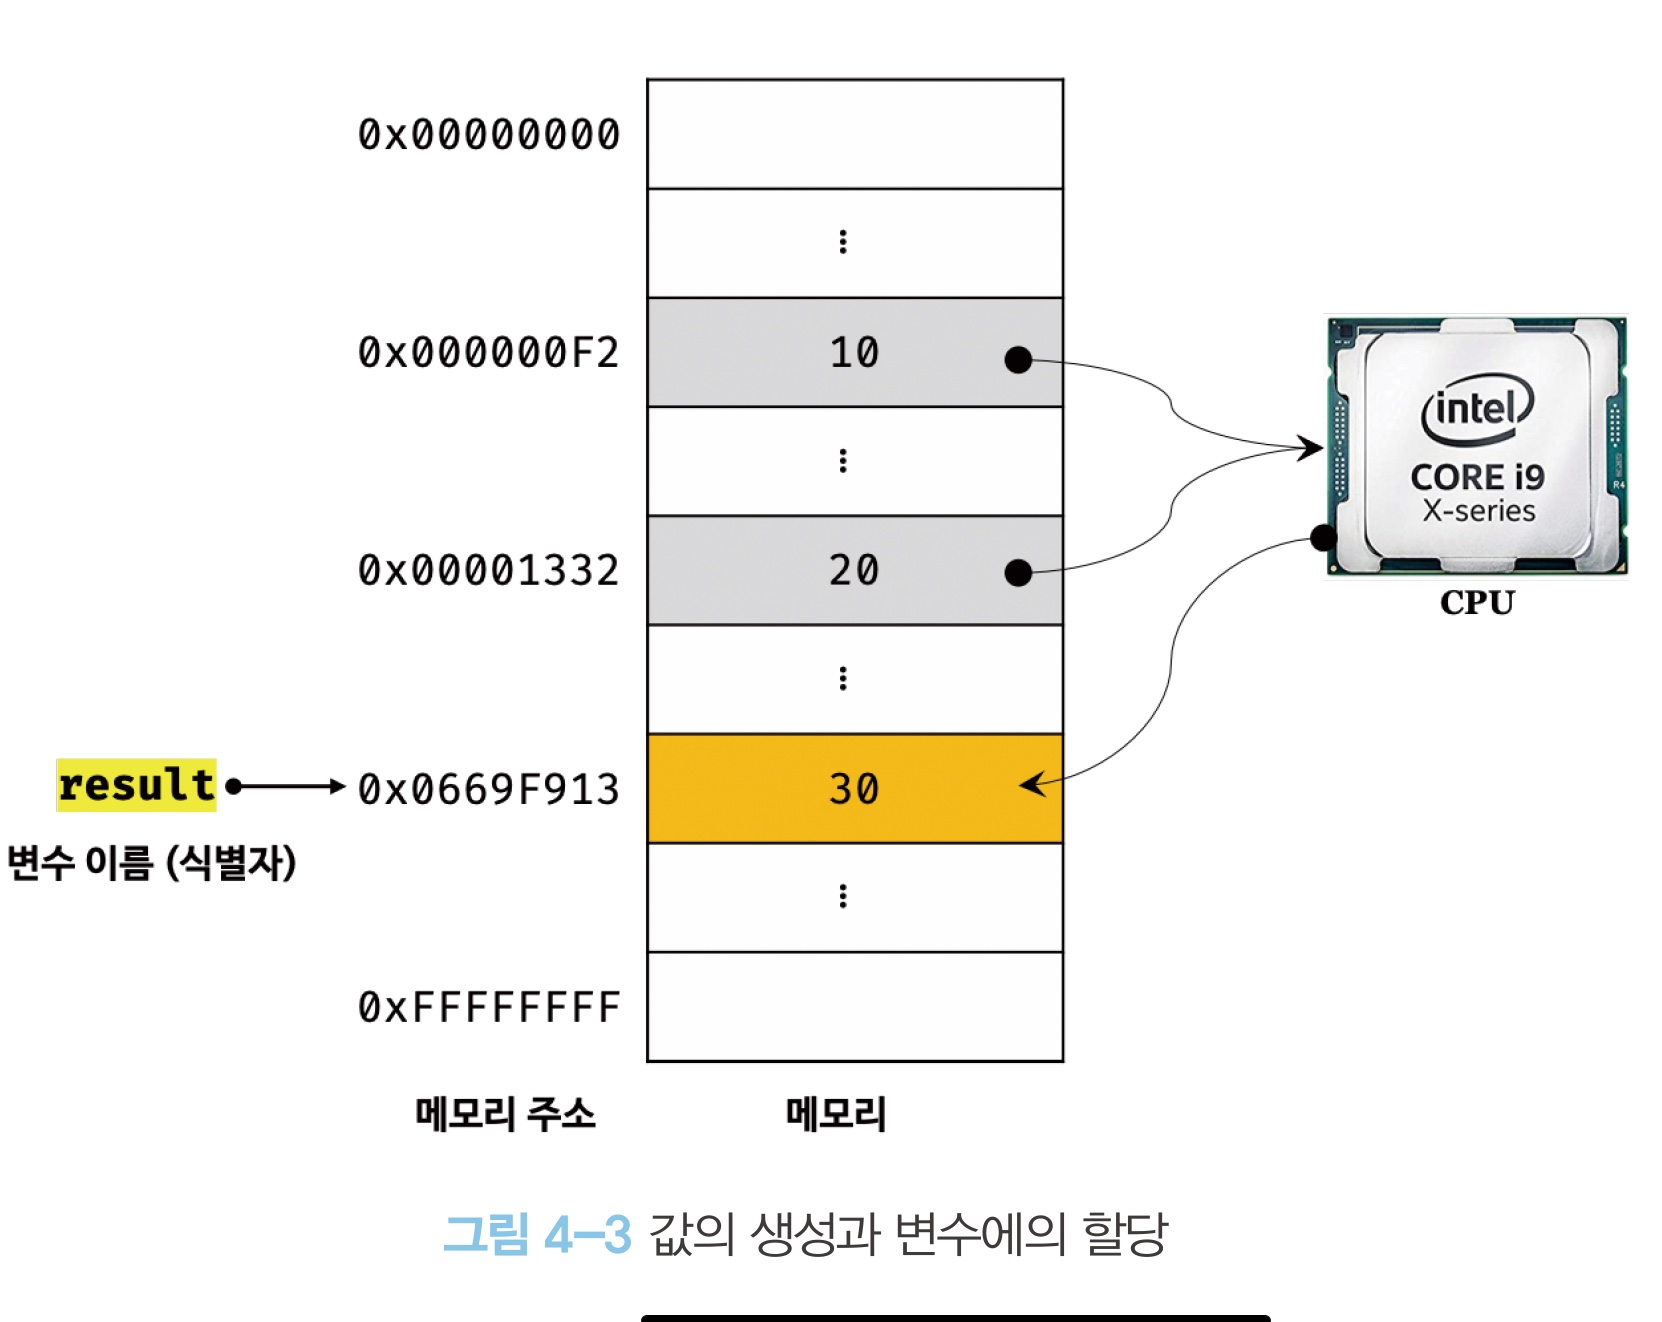 0x00000000
⋮
0x000000F2 10
⋮
0x00001332 20
⋮
result 0x0669F913 30
변수 이름 (식별자)
⋮
0xFFFFFFFF
메모리 주소 메모리
intel
CORE i9
X-series
R4
CPU
그림 4-3 값의 생성과 변수에의 할당